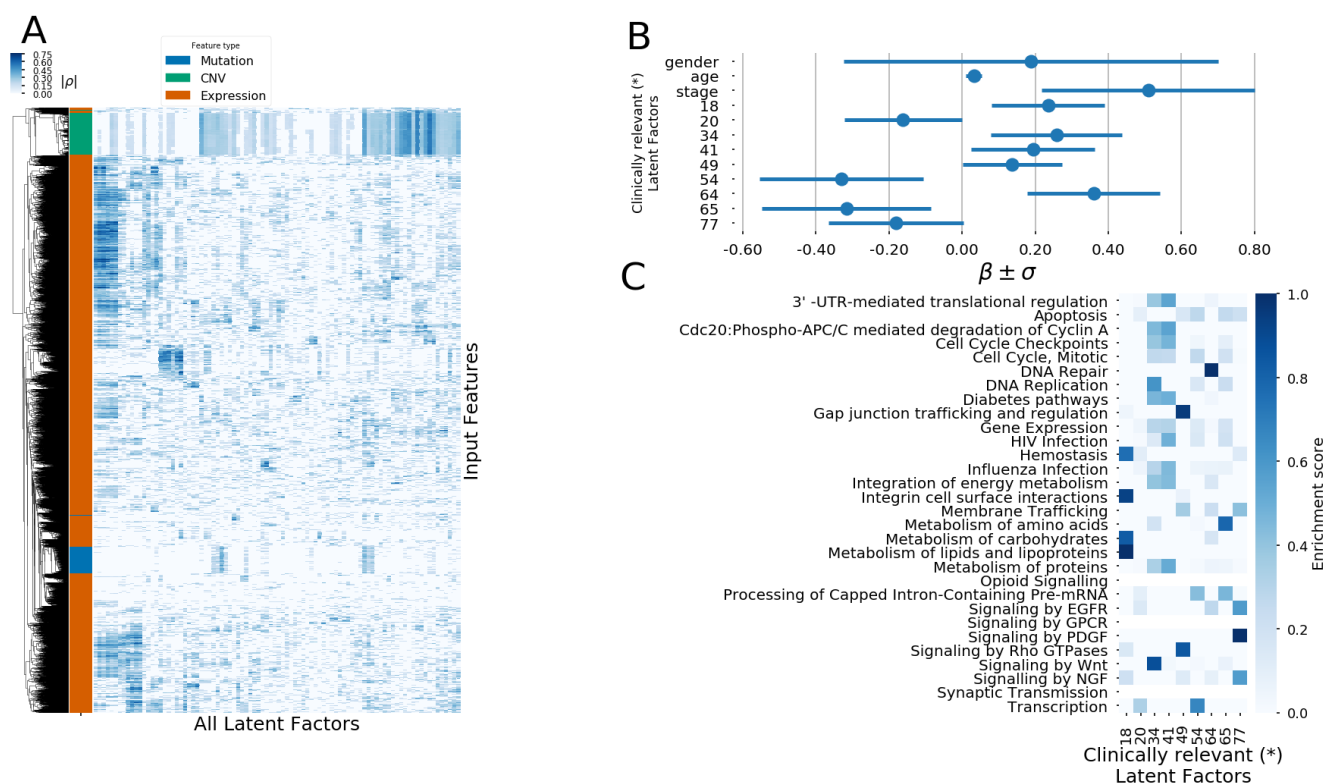 A
0.75
0.60
0.45
0.30
0.15
0.00
|ρ|
Feature type
Mutation
CNV
Expression
Input Features
All Latent Factors
B
Clinically relevant (*)
Latent Factors
gender
age
stage
18
20
34
41
49
54
64
65
77
-0.60 -0.40 -0.20 0.00 0.20 0.40 0.60 0.80
β ± σ
C
3' -UTR-mediated translational regulation
Apoptosis
Cdc20:Phospho-APC/C mediated degradation of Cyclin A
Cell Cycle Checkpoints
Cell Cycle, Mitotic
DNA Repair
DNA Replication
Diabetes pathways
Gap junction trafficking and regulation
Gene Expression
HIV Infection
Hemostasis
Influenza Infection
Integration of energy metabolism
Integrin cell surface interactions
Membrane Trafficking
Metabolism of amino acids
Metabolism of carbohydrates
Metabolism of lipids and lipoproteins
Metabolism of proteins
Opioid Signalling
Processing of Capped Intron-Containing Pre-mRNA
Signaling by EGFR
Signaling by GPCR
Signaling by PDGF
Signaling by Rho GTPases
Signaling by Wnt
Signalling by NGF
Synaptic Transmission
Transcription
18 20 34 41 49 54 64 65 77
Clinically relevant (*)
Latent Factors
1.0
0.8
0.6
0.4
0.2
0.0
Enrichment score